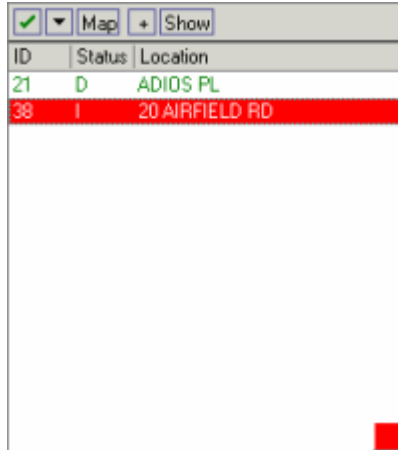 Map + Show
ID Status Location
21 D ADIOS PL
38 I 20 AIRFIELD RD